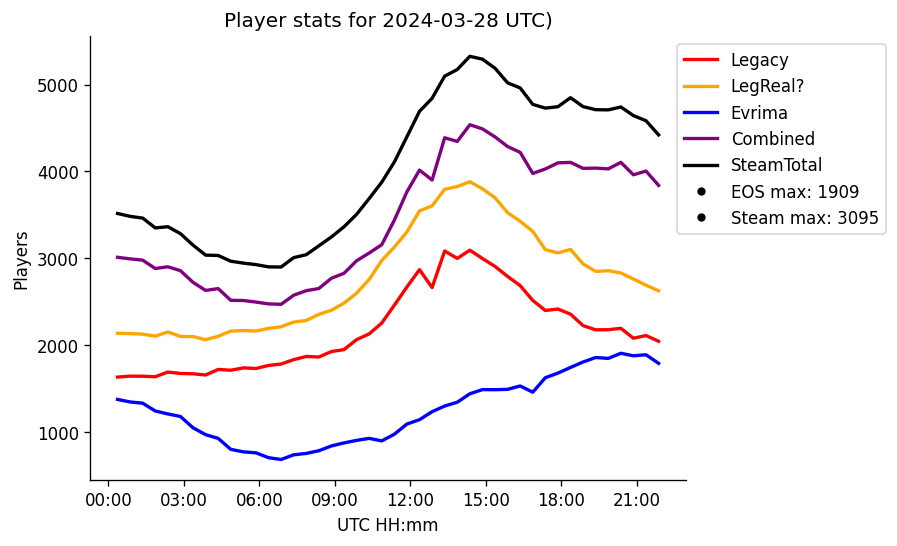 Player stats for 2024-03-28 UTC)
Players
5000
4000
3000
2000
1000
00:00 03:00 06:00 09:00 12:00 15:00 18:00 21:00
UTC HH:mm
Legacy
LegReal?
Evrima
Combined
SteamTotal
EOS max: 1909
Steam max: 3095